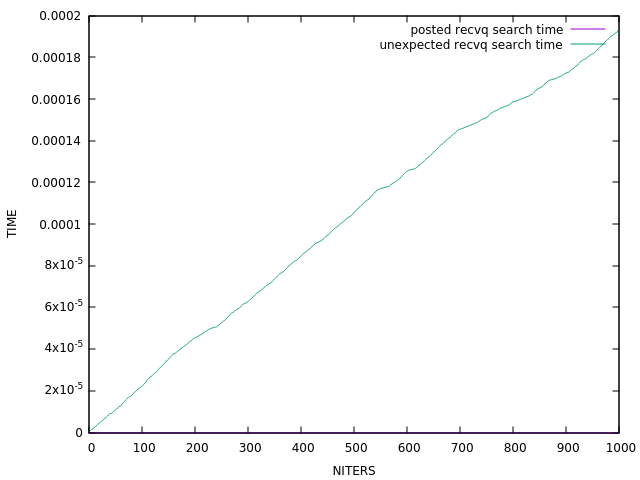 0.0002
posted recvq search time
unexpected recvq search time
0.00018
0.00016
0.00014
0.00012
TIME
0.0001
8x10-5
6x10-5
4x10-5
2x10-5
0
0 100 200 300 400 500 600 700 800 900 1000
NITERS